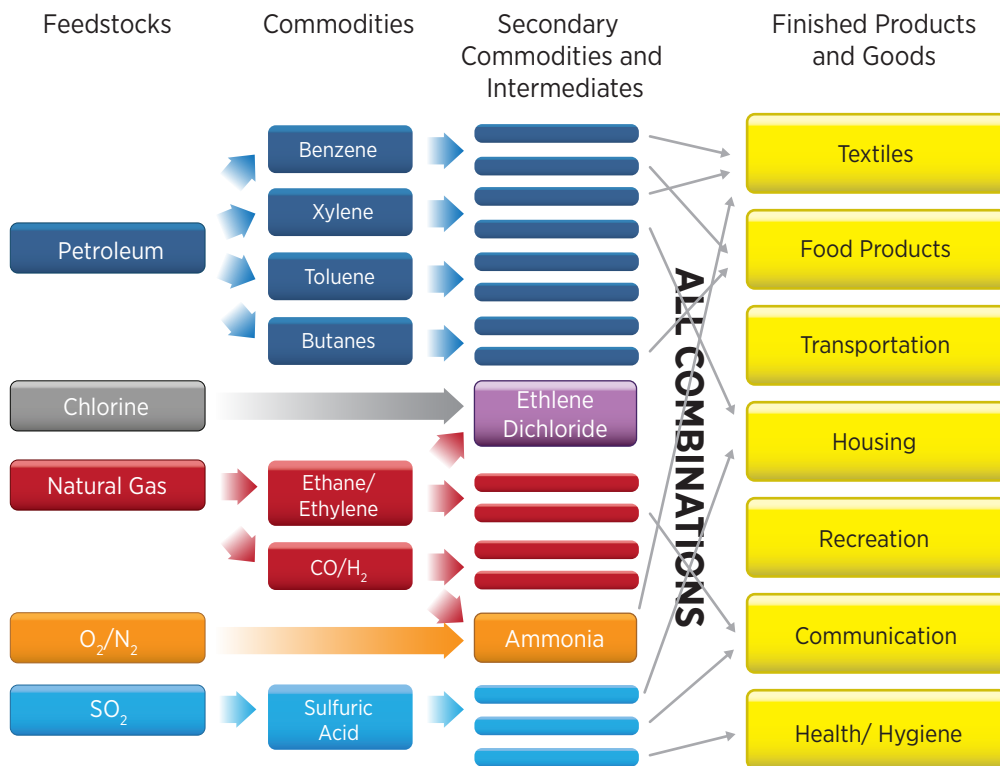 Feedstocks
Commodities
Secondary
Commodities and
Intermediates
Finished Products
and Goods
Petroleum
Chlorine
Natural Gas
O₂/N₂
SO₂
Benzene
Xylene
Toluene
Butanes
Ethane/
Ethylene
CO/H₂
Sulfuric
Acid
Ethlene
Dichloride
Ammonia
ALL COMBINATIONS
Textiles
Food Products
Transportation
Housing
Recreation
Communication
Health/ Hygiene